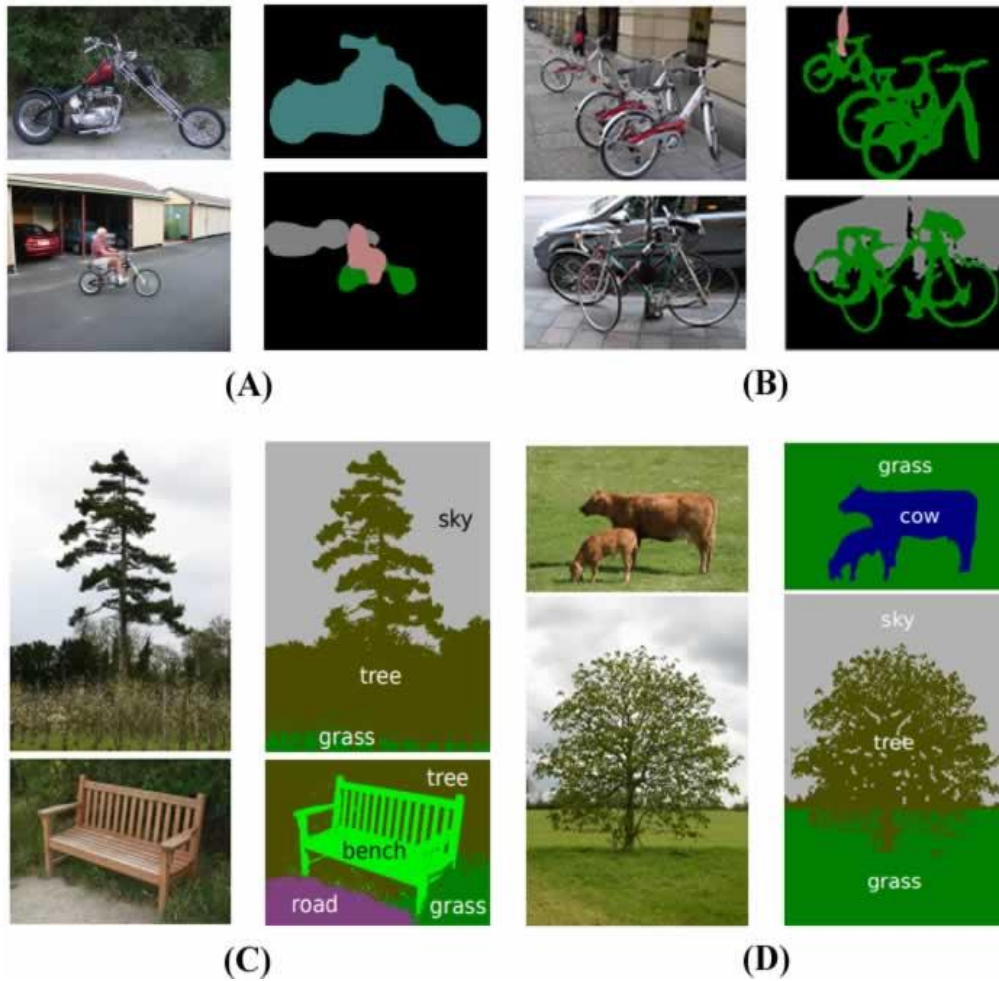 (A)
(B)
sky
tree
grass
tree
bench
road
grass
(C)
grass
cow
sky
tree
grass
(D)